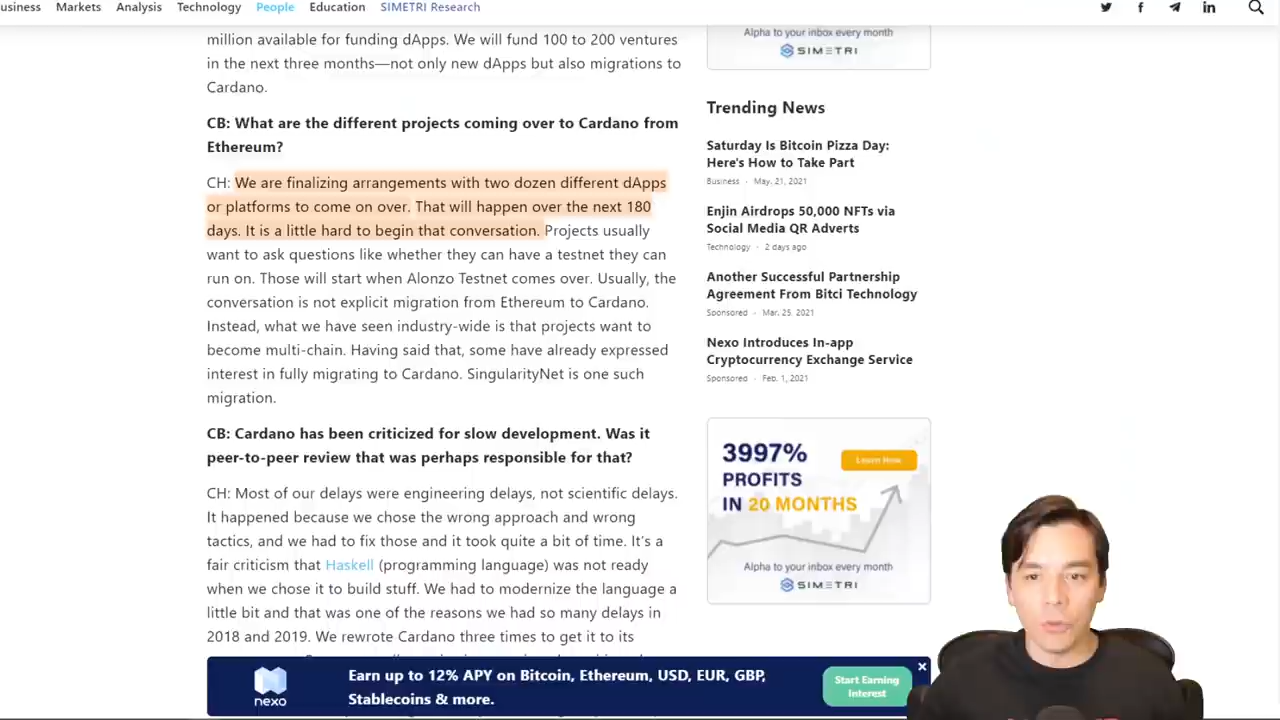 usiness Markets Analysis Technology People Education SIMETRI Research
million available for funding dApps. We will fund 100 to 200 ventures
in the next three months—not only new dApps but also migrations to
Cardano.
CB: What are the different projects coming over to Cardano from
Ethereum?
CH: We are finalizing arrangements with two dozen different dApps
or platforms to come on over. That will happen over the next 180
days. It is a little hard to begin that conversation. Projects usually
want to ask questions like whether they can have a testnet they can
run on. Those will start when Alonzo Testnet comes over. Usually, the
conversation is not explicit migration from Ethereum to Cardano.
Instead, what we have seen industry-wide is that projects want to
become multi-chain. Having said that, some have already expressed
interest in fully migrating to Cardano. SingularityNet is one such
migration.
CB: Cardano has been criticized for slow development. Was it
peer-to-peer review that was perhaps responsible for that?
CH: Most of our delays were engineering delays, not scientific delays.
It happened because we chose the wrong approach and wrong
tactics, and we had to fix those and it took quite a bit of time. It's a
fair criticism that Haskell (programming language) was not ready
when we chose it to build stuff. We had to modernize the language a
little bit and that was one of the reasons we had so many delays in
2018 and 2019. We rewrote Cardano three times to get it to its
Alpha to your inbox every month
SIMETRI
Trending News
Saturday Is Bitcoin Pizza Day:
Here's How to Take Part
Business - May. 21, 2021
Enjin Airdrops 50,000 NFTs via
Social Media QR Adverts
Technology - 2 days ago
Another Successful Partnership
Agreement From Bitci Technology
Sponsored - Mar. 25, 2021
Nexo Introduces In-app
Cryptocurrency Exchange Service
Sponsored - Feb. 1, 2021
3997%
PROFITS
IN 20 MONTHS
Learn Now
Alpha to your inbox every month
SIMETRI
nexo
Earn up to 12% APY on Bitcoin, Ethereum, USD, EUR, GBP,
Stablecoins & more.
Start Earning
Interest